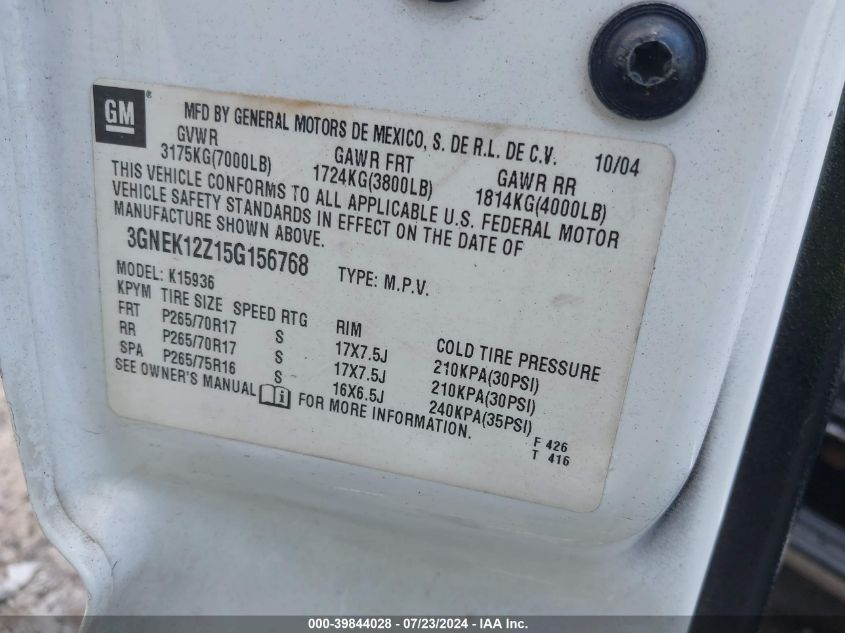 GM ®
MFD BY GENERAL MOTORS DE MEXICO, S. DE R.L. DE C.V. 10/04
GVWR GAWR FRT GAWR RR
3175KG(7000LB) 1724KG(3800LB) 1814KG(4000LB)
THIS VEHICLE CONFORMS TO ALL APPLICABLE U.S. FEDERAL MOTOR
VEHICLE SAFETY STANDARDS IN EFFECT ON THE DATE OF
MANUFACTURE SHOWN ABOVE.
3GNEK12Z15G156768 TYPE: M.P.V.
MODEL: K15936
KPYM TIRE SIZE SPEED RTG RIM COLD TIRE PRESSURE
FRT P265/70R17 S 17X7.5J 210KPA(30PSI)
RR P265/70R17 S 17X7.5J 210KPA(30PSI)
SPA P265/75R16 S 16X6.5J 240KPA(35PSI)
SEE OWNER'S MANUAL i FOR MORE INFORMATION.
F 426
T 416
000-39844028 - 07/23/2024 - IAA Inc.